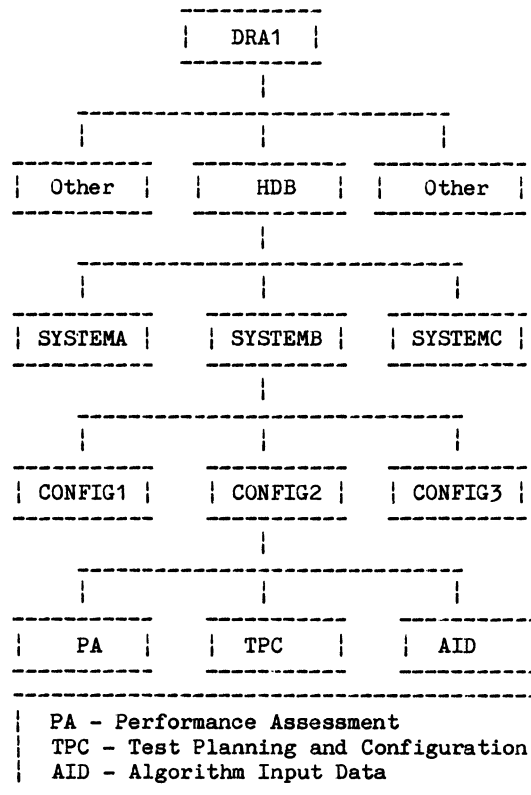 DRA1
Other HDB Other
SYSTEMA SYSTEMB SYSTEMC
CONFIG1 CONFIG2 CONFIG3
PA TPC AID
PA - Performance Assessment
TPC - Test Planning and Configuration
AID - Algorithm Input Data